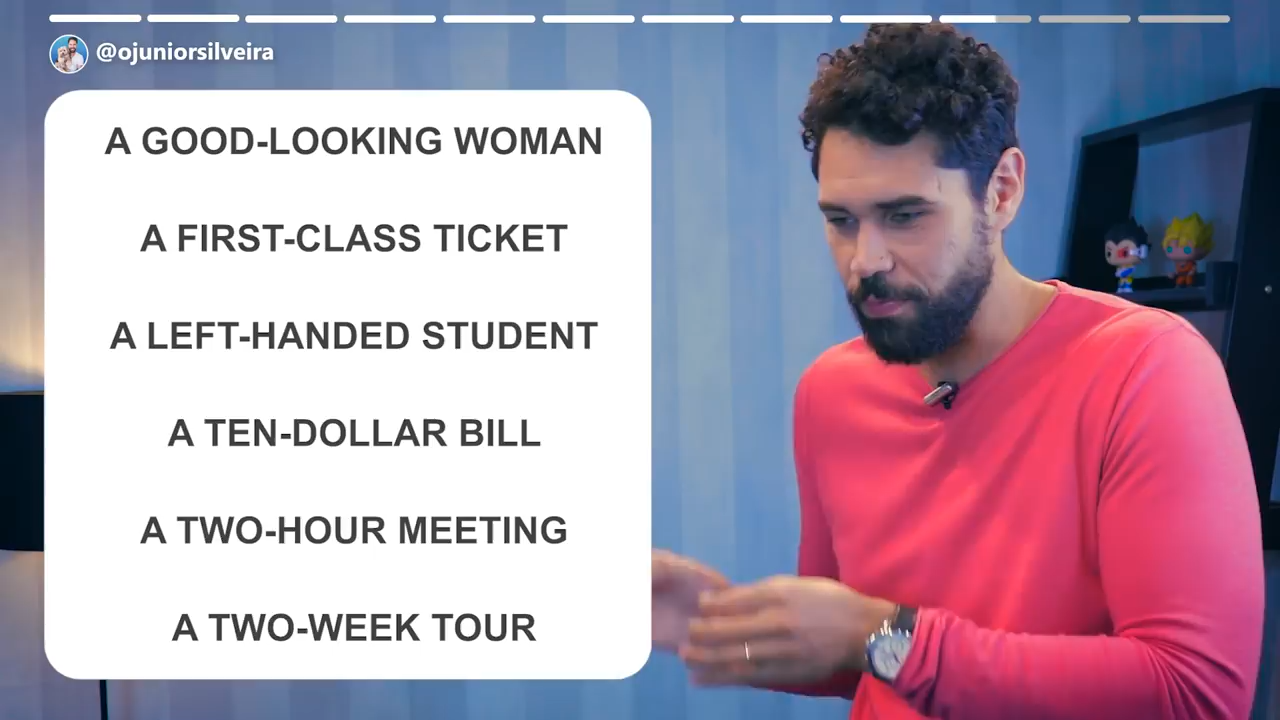 @ojuniorsilveira
A GOOD-LOOKING WOMAN
A FIRST-CLASS TICKET
A LEFT-HANDED STUDENT
A TEN-DOLLAR BILL
A TWO-HOUR MEETING
A TWO-WEEK TOUR